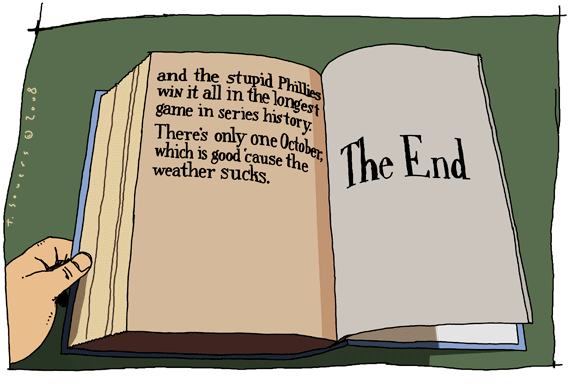 and the stupid Phillies
win it all in the longest
game in series history.
There's only one October,
which is good 'cause the
weather sucks.
The End
T. Sowers © 2008